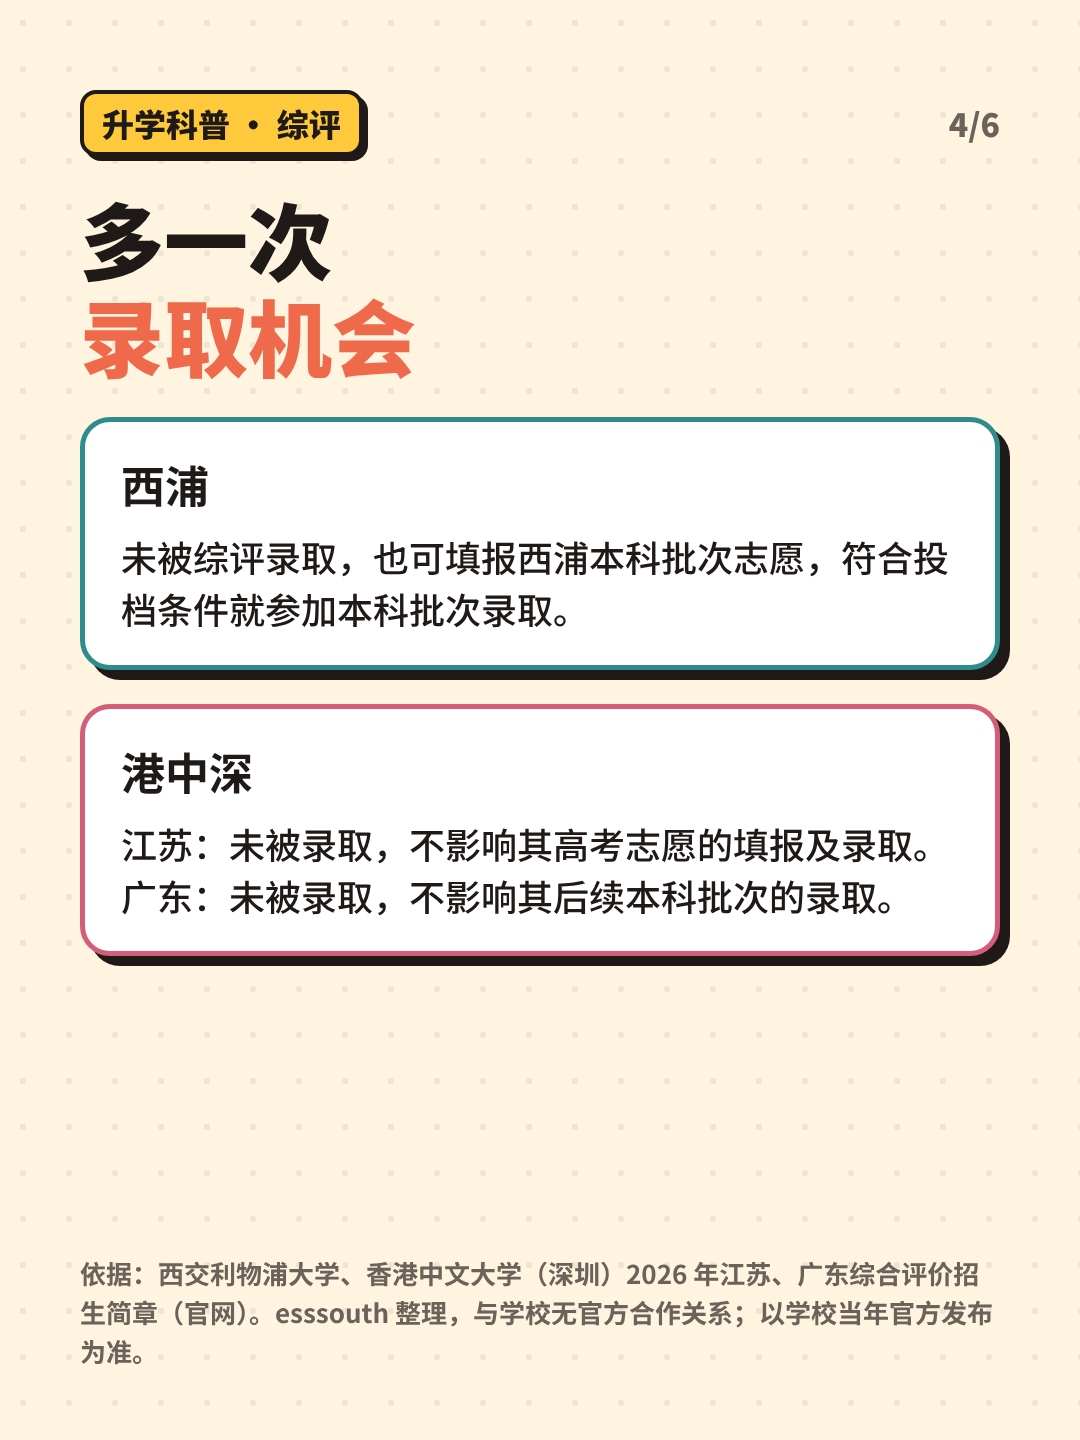 升学科普 · 综评
4/6
多一次
录取机会
西浦
未被综评录取，也可填报西浦本科批次志愿，符合投
档条件就参加本科批次录取。
港中深
江苏：未被录取，不影响其高考志愿的填报及录取。
广东：未被录取，不影响其后续本科批次的录取。
依据：西交利物浦大学、香港中文大学（深圳）2026 年江苏、广东综合评价招
生简章（官网）。esssouth 整理，与学校无官方合作关系；以学校当年官方发布
为准。